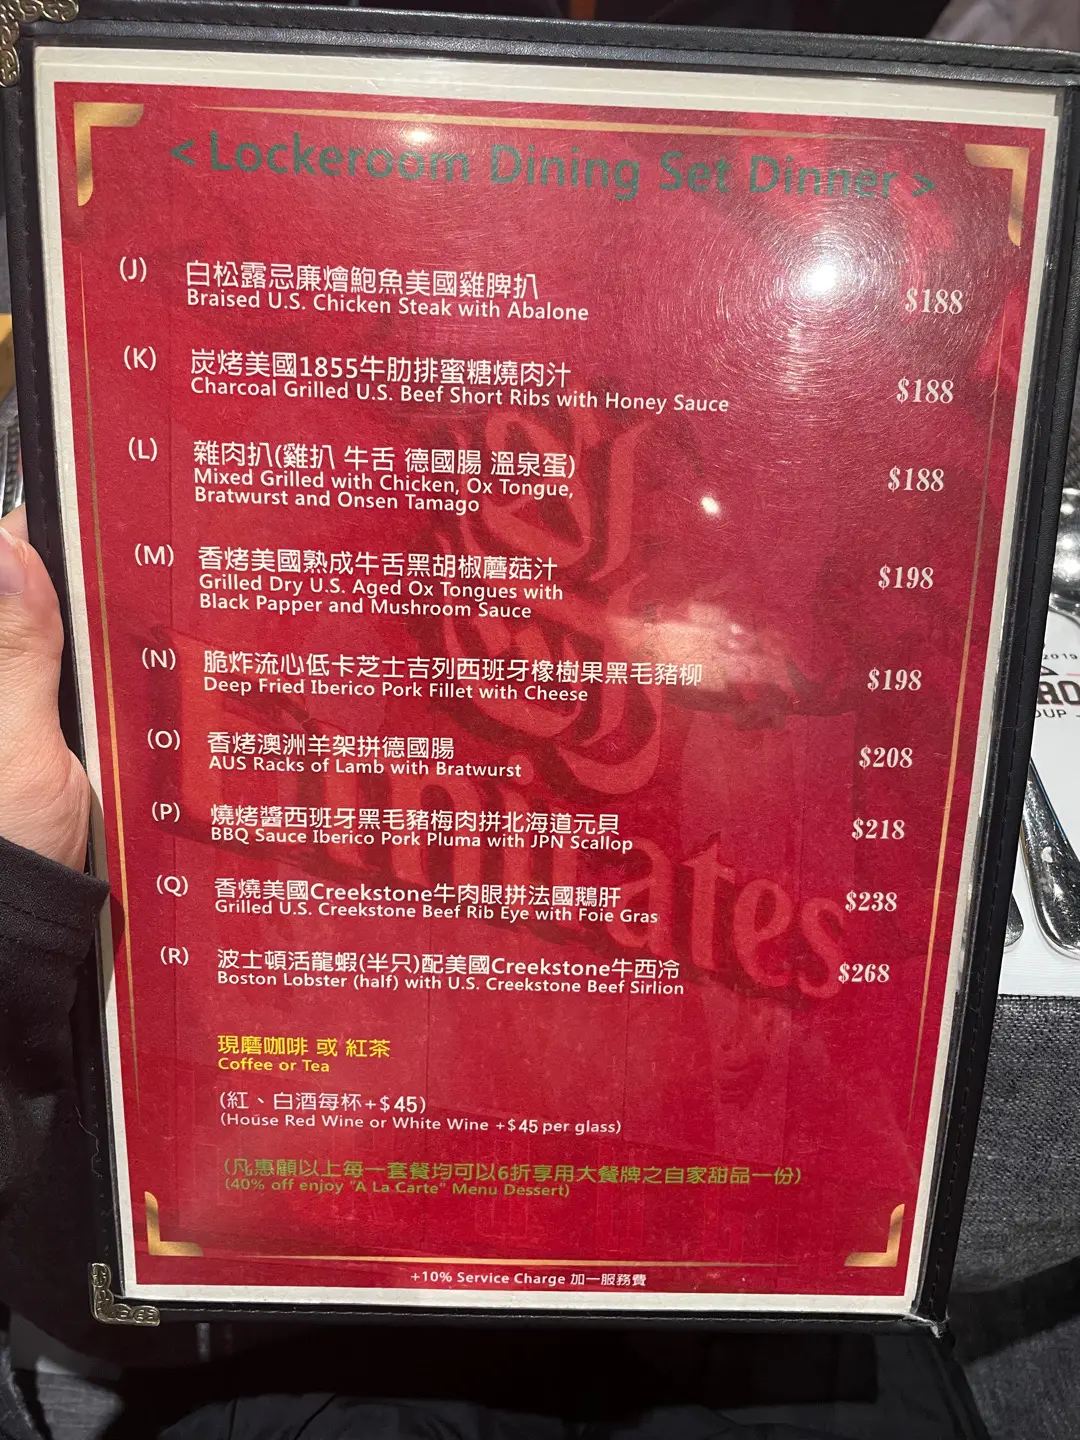 < Lockeroom Dining Set Dinner >
(J) 白松露忌廉燴鮑魚美國雞脾扒 $188
Braised U.S. Chicken Steak with Abalone
(K) 炭烤美國1855牛肋排蜜糖燒肉汁 $188
Charcoal Grilled U.S. Beef Short Ribs with Honey Sauce
(L) 雜肉扒(雞扒 牛舌 德國腸 溫泉蛋) $188
Mixed Grilled with Chicken, Ox Tongue,
Bratwurst and Onsen Tamago
(M) 香烤美國熟成牛舌黑胡椒蘑菇汁 $198
Grilled Dry U.S. Aged Ox Tongues with
Black Papper and Mushroom Sauce
(N) 脆炸流心低卡芝士吉列西班牙橡樹果黑毛豬柳 $198
Deep Fried Iberico Pork Fillet with Cheese
(O) 香烤澳洲羊架拼德國腸 $208
AUS Racks of Lamb with Bratwurst
(P) 燒烤醬西班牙黑毛豬梅肉拼北海道元貝 $218
BBQ Sauce Iberico Pork Pluma with JPN Scallop
(Q) 香燒美國Creekstone牛肉眼拼法國鵝肝 $238
Grilled U.S. Creekstone Beef Rib Eye with Foie Gras
(R) 波士頓活龍蝦(半只)配美國Creekstone牛西冷 $268
Boston Lobster (half) with U.S. Creekstone Beef Sirlion
現磨咖啡 或 紅茶
Coffee or Tea
(紅、白酒每杯+$45)
(House Red Wine or White Wine +$45 per glass)
(凡惠顧以上每一套餐均可以6折享用大餐牌之自家甜品一份)
(40% off enjoy "A La Carte" Menu Dessert)
+10% Service Charge 加一服務費
Emirates
2019